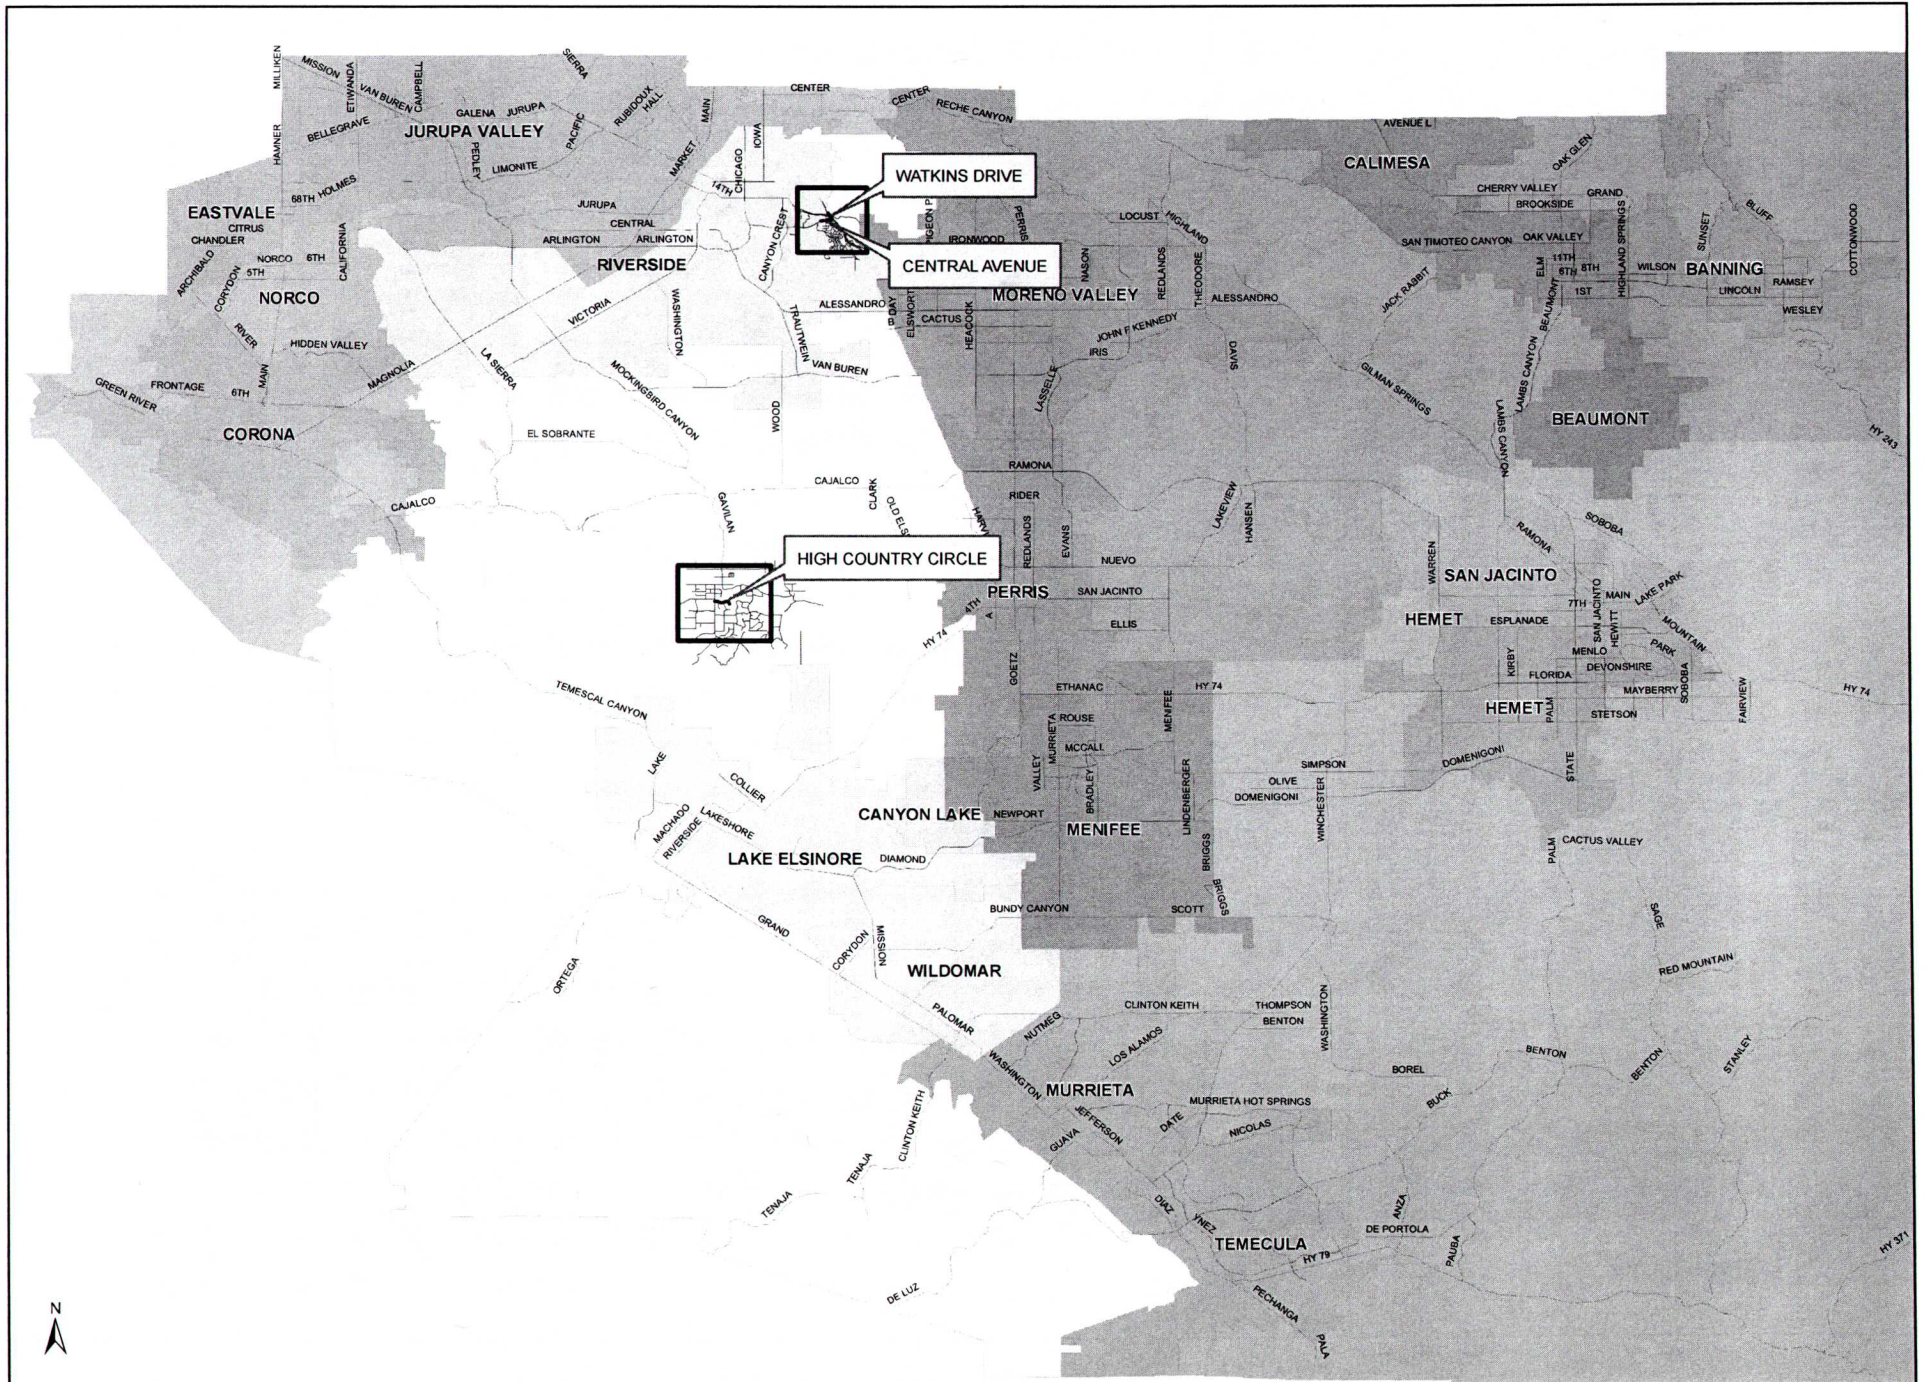 MILLIKEN
MISSION
ETIWANDA
VAN BUREN
CAMPBELL
SIERRA
GALENA
JURUPA
RUBIDOUX
HALL
MAIN
CENTER
CENTER
RECHE CANYON
IOWA
HAMNER
BELLEGRAVE
JURUPA VALLEY
PEDLEY
PACIFIC
LIMONITE
MARKET
CHICAGO
14TH
WATKINS DRIVE
68TH
HOLMES
EASTVALE
CITRUS
CHANDLER
JURUPA
CENTRAL
ARLINGTON
ARLINGTON
RIVERSIDE
CANYON CREST
PERRIS
IRONWOOD
CENTRAL AVENUE
LOCUST
HIGHLAND
NASON
REDLANDS
THEODORE
ARCHIBALD
CORYDON
NORCO
6TH
5TH
CALIFORNIA
NORCO
RIVER
HIDDEN VALLEY
MAIN
MAGNOLIA
VICTORIA
WASHINGTON
TRAUTWEIN
ALESSANDRO
CACTUS
HEACOCK
MORENO VALLEY
ALESSANDRO
JOHN F KENNEDY
IRIS
DAVIS
LASSELLE
VAN BUREN
LA SIERRA
MOCKINGBIRD CANYON
WOOD
GREEN RIVER
FRONTAGE
6TH
CORONA
EL SOBRANTE
AVENUE L
CALIMESA
OAK GLEN
CHERRY VALLEY
GRAND
BROOKSIDE
SAN TIMOTEO CANYON
OAK VALLEY
HIGHLAND SPRINGS
SUNSET
BLUFF
COTTONWOOD
ELM
11TH
6TH
8TH
WILSON
BANNING
RAMSEY
1ST
LINCOLN
WESLEY
JACK RABBIT
BEAUMONT
LAMBS CANYON
LAMBS CANYON
GILMAN SPRINGS
BEAUMONT
HY 243
CAJALCO
CAJALCO
CLARK
GAVILAN
RAMONA
RIDER
REDLANDS
EVANS
LAKEVIEW
HANSEN
NUEVO
HIGH COUNTRY CIRCLE
PERRIS
SAN JACINTO
4TH
A
ELLIS
HY 74
SOBOBA
RAMONA
WARREN
SAN JACINTO
SAN JACINTO
MAIN
LAKE PARK
7TH
HEMET
ESPLANADE
HEWITT
MOUNTAIN
MENLO
PARK
KIRBY
DEVONSHIRE
FLORIDA
MAYBERRY
SOBOBA
FAIRVIEW
HY 74
HEMET
PALM
STETSON
GOETZ
ETHANAC
HY 74
MENIFEE
ROUSE
MURRIETA
MCCALL
VALLEY
BRADLEY
LINDENBERGER
NEWPORT
MENIFEE
TEMESCAL CANYON
LAKE
COLLIER
MACHADO
RIVERSIDE
LAKESHORE
CANYON LAKE
LAKE ELSINORE
DIAMOND
SIMPSON
DOMENIGONI
STATE
OLIVE
DOMENIGONI
WINCHESTER
BRIGGS
BRIGGS
PALM
CACTUS VALLEY
BUNDY CANYON
SCOTT
GRAND
CORYDON
MISSION
WILDOMAR
ORTEGA
SAGE
RED MOUNTAIN
PALOMAR
NUTMEG
CLINTON KEITH
THOMPSON
BENTON
WASHINGTON
LOS ALAMOS
WASHINGTON
MURRIETA
BOREL
BENTON
BENTON
STANLEY
BUCK
MURRIETA HOT SPRINGS
JEFFERSON
DATE
NICOLAS
GUAVA
CLINTON KEITH
TENAJA
TENAJA
DIAZ
YNEZ
TEMECULA
ANZA
DE PORTOLA
PAUBA
HY 79
HY 371
DE LUZ
PECHANGA
PALA
N